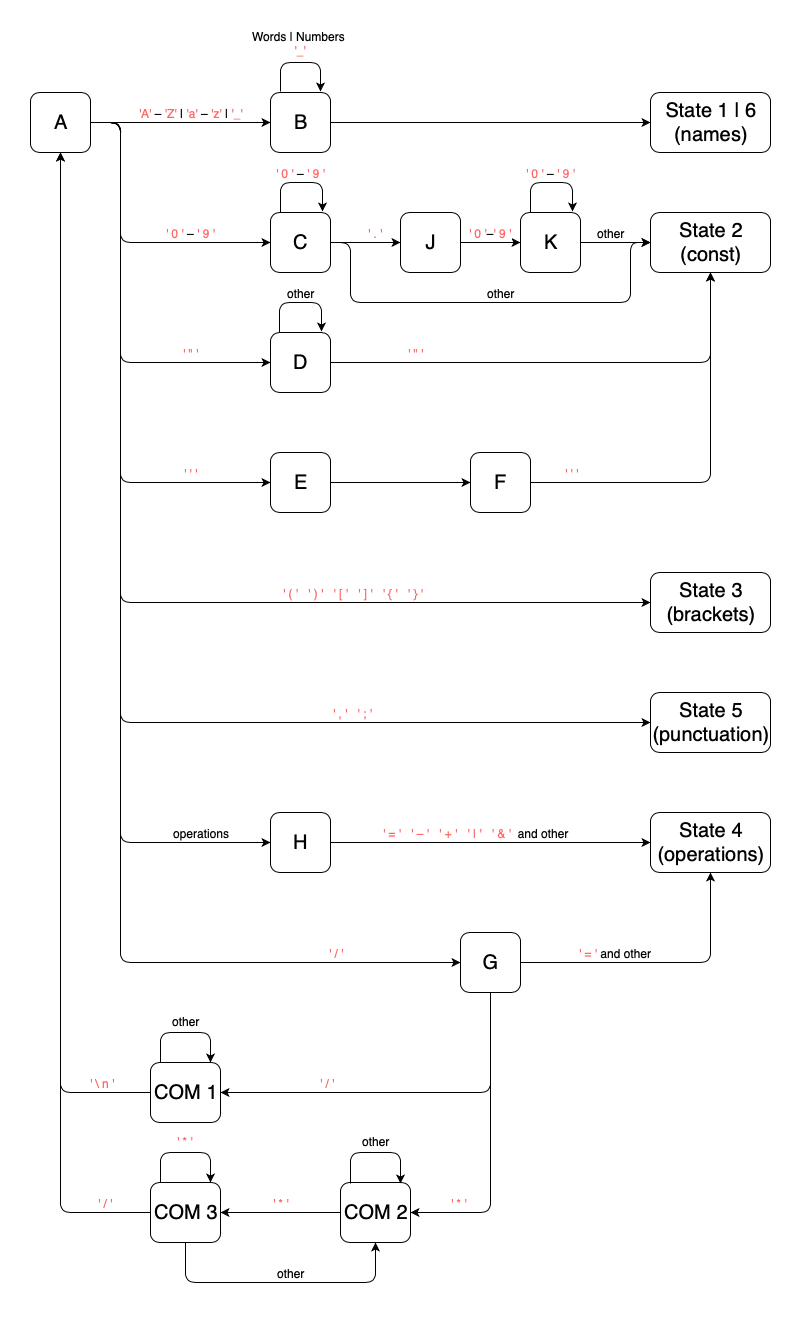 Words | Numbers
'_'
A
'A' – 'Z' | 'a' – 'z' | '_'
B
State 1 | 6
(names)
'0' – '9'
'0' – '9'
'0' – '9'
C
'.'
J
'0' – '9'
K
other
State 2
(const)
other
other
'"'
D
'"'
'''
E
F
'''
'(' ')' '[' ']' '{' '}'
State 3
(brackets)
',' ';'
State 5
(punctuation)
operations
H
'=' '–' '+' '|' '&' and other
State 4
(operations)
'/'
G
'=' and other
other
'\n'
COM 1
'/'
'*'
other
'/'
COM 3
'*'
COM 2
'*'
other